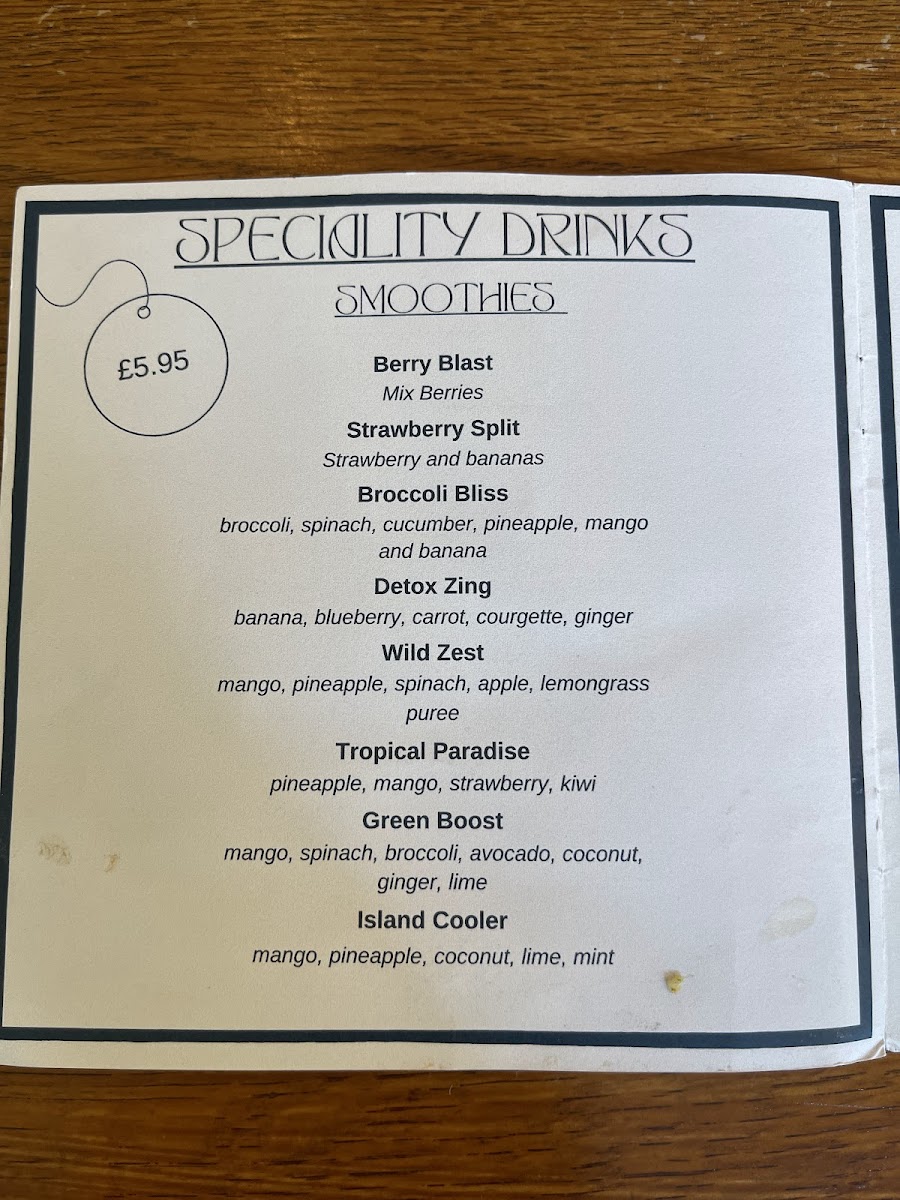 SPECIALITY DRINKS
SMOOTHIES
£5.95
Berry Blast
Mix Berries
Strawberry Split
Strawberry and bananas
Broccoli Bliss
broccoli, spinach, cucumber, pineapple, mango
and banana
Detox Zing
banana, blueberry, carrot, courgette, ginger
Wild Zest
mango, pineapple, spinach, apple, lemongrass
puree
Tropical Paradise
pineapple, mango, strawberry, kiwi
Green Boost
mango, spinach, broccoli, avocado, coconut,
ginger, lime
Island Cooler
mango, pineapple, coconut, lime, mint